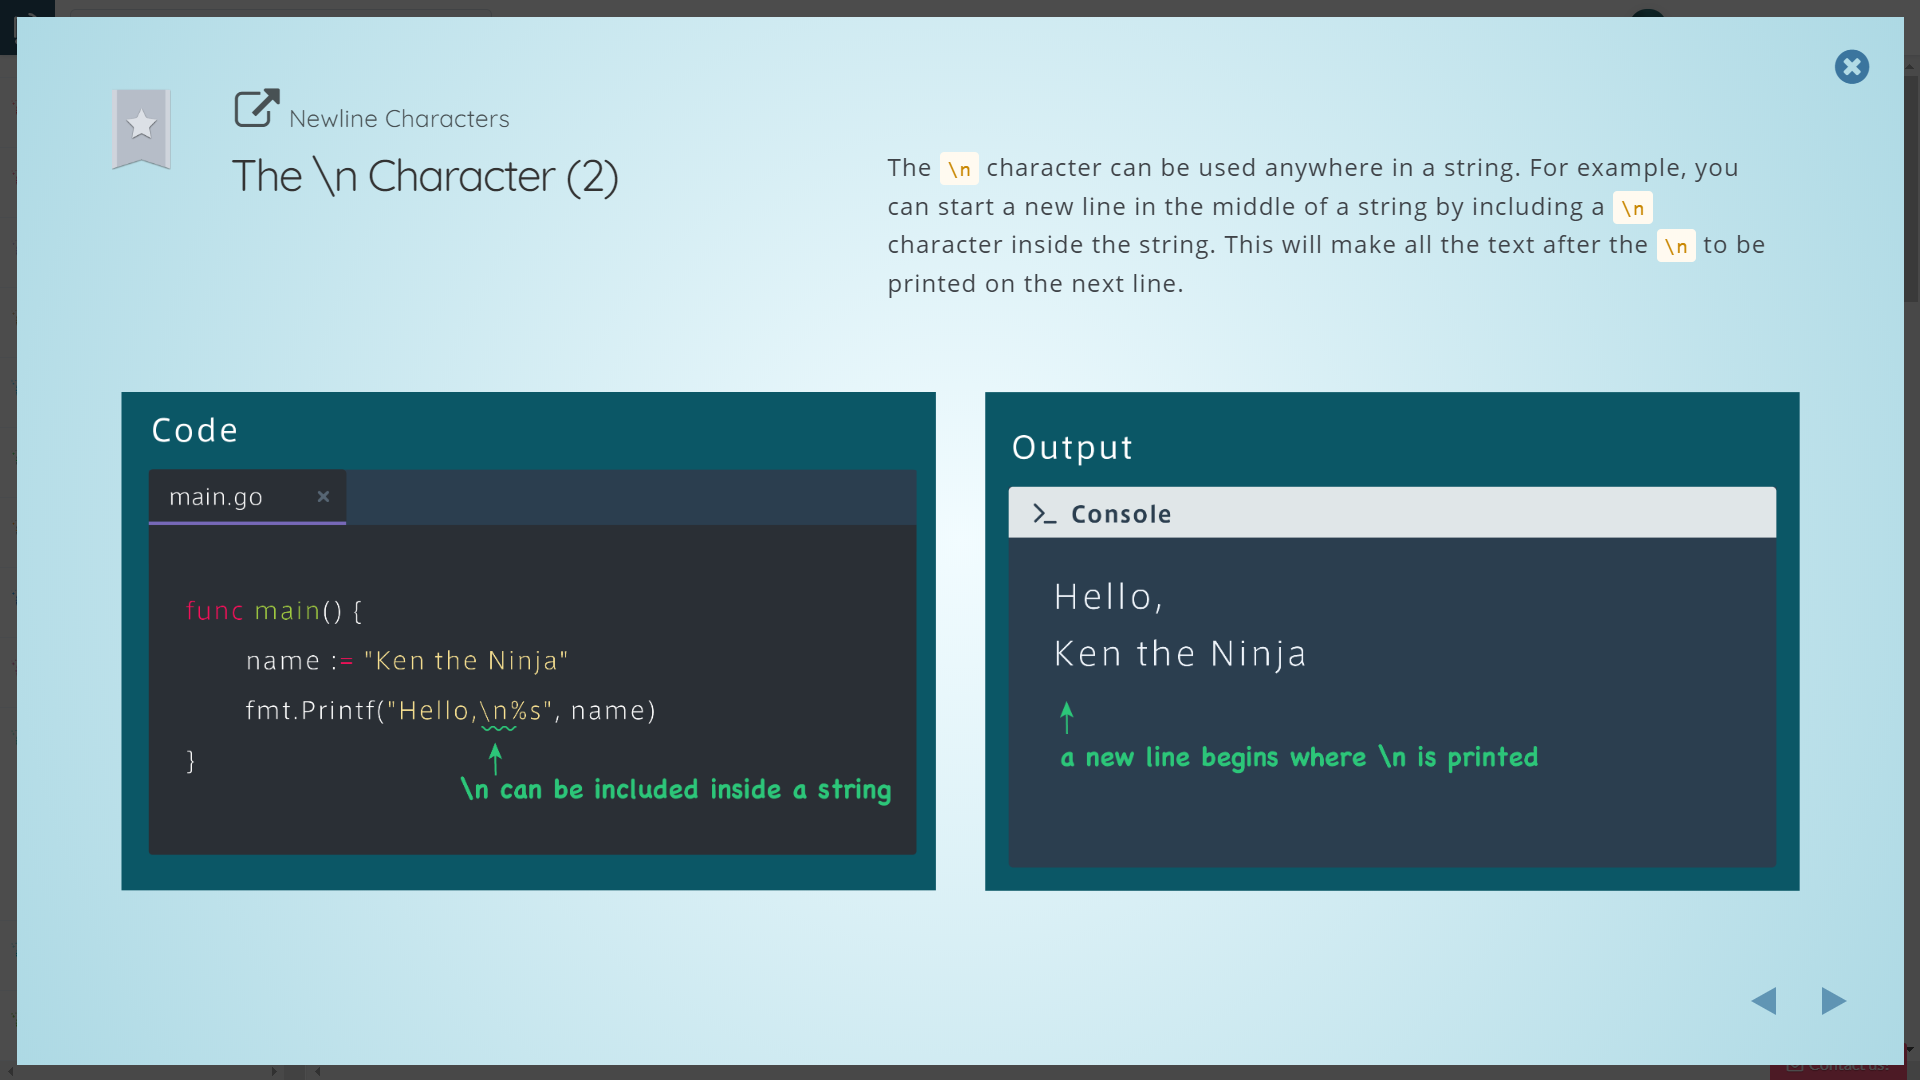 Newline Characters
The \n Character (2)
The \n character can be used anywhere in a string. For example, you
can start a new line in the middle of a string by including a \n
character inside the string. This will make all the text after the \n to be
printed on the next line.
Code
main.go ×
func main() {
name := "Ken the Ninja"
fmt.Printf("Hello,\n%s", name)
}
\n can be included inside a string
Output
>_ Console
Hello,
Ken the Ninja
a new line begins where \n is printed
Contact us!